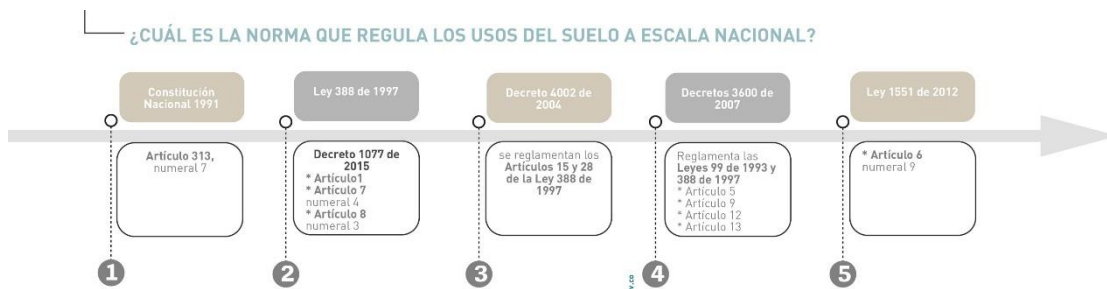 ¿CUÁL ES LA NORMA QUE REGULA LOS USOS DEL SUELO A ESCALA NACIONAL?
Constitución
Nacional 1991
Artículo 313,
numeral 7
1
Ley 388 de 1997
Decreto 1077 de
2015
* Artículo1
* Artículo 7
numeral 4
* Artículo 8
numeral 3
2
Decreto 4002 de
2004
se reglamentan los
Artículos 15 y 28
de la Ley 388 de
1997
3
Decretos 3600 de
2007
Reglamenta las
Leyes 99 de 1993 y
388 de 1997
* Artículo 5
* Artículo 9
* Artículo 12
* Artículo 13
4
Ley 1551 de 2012
* Artículo 6
numeral 9
5
v.co